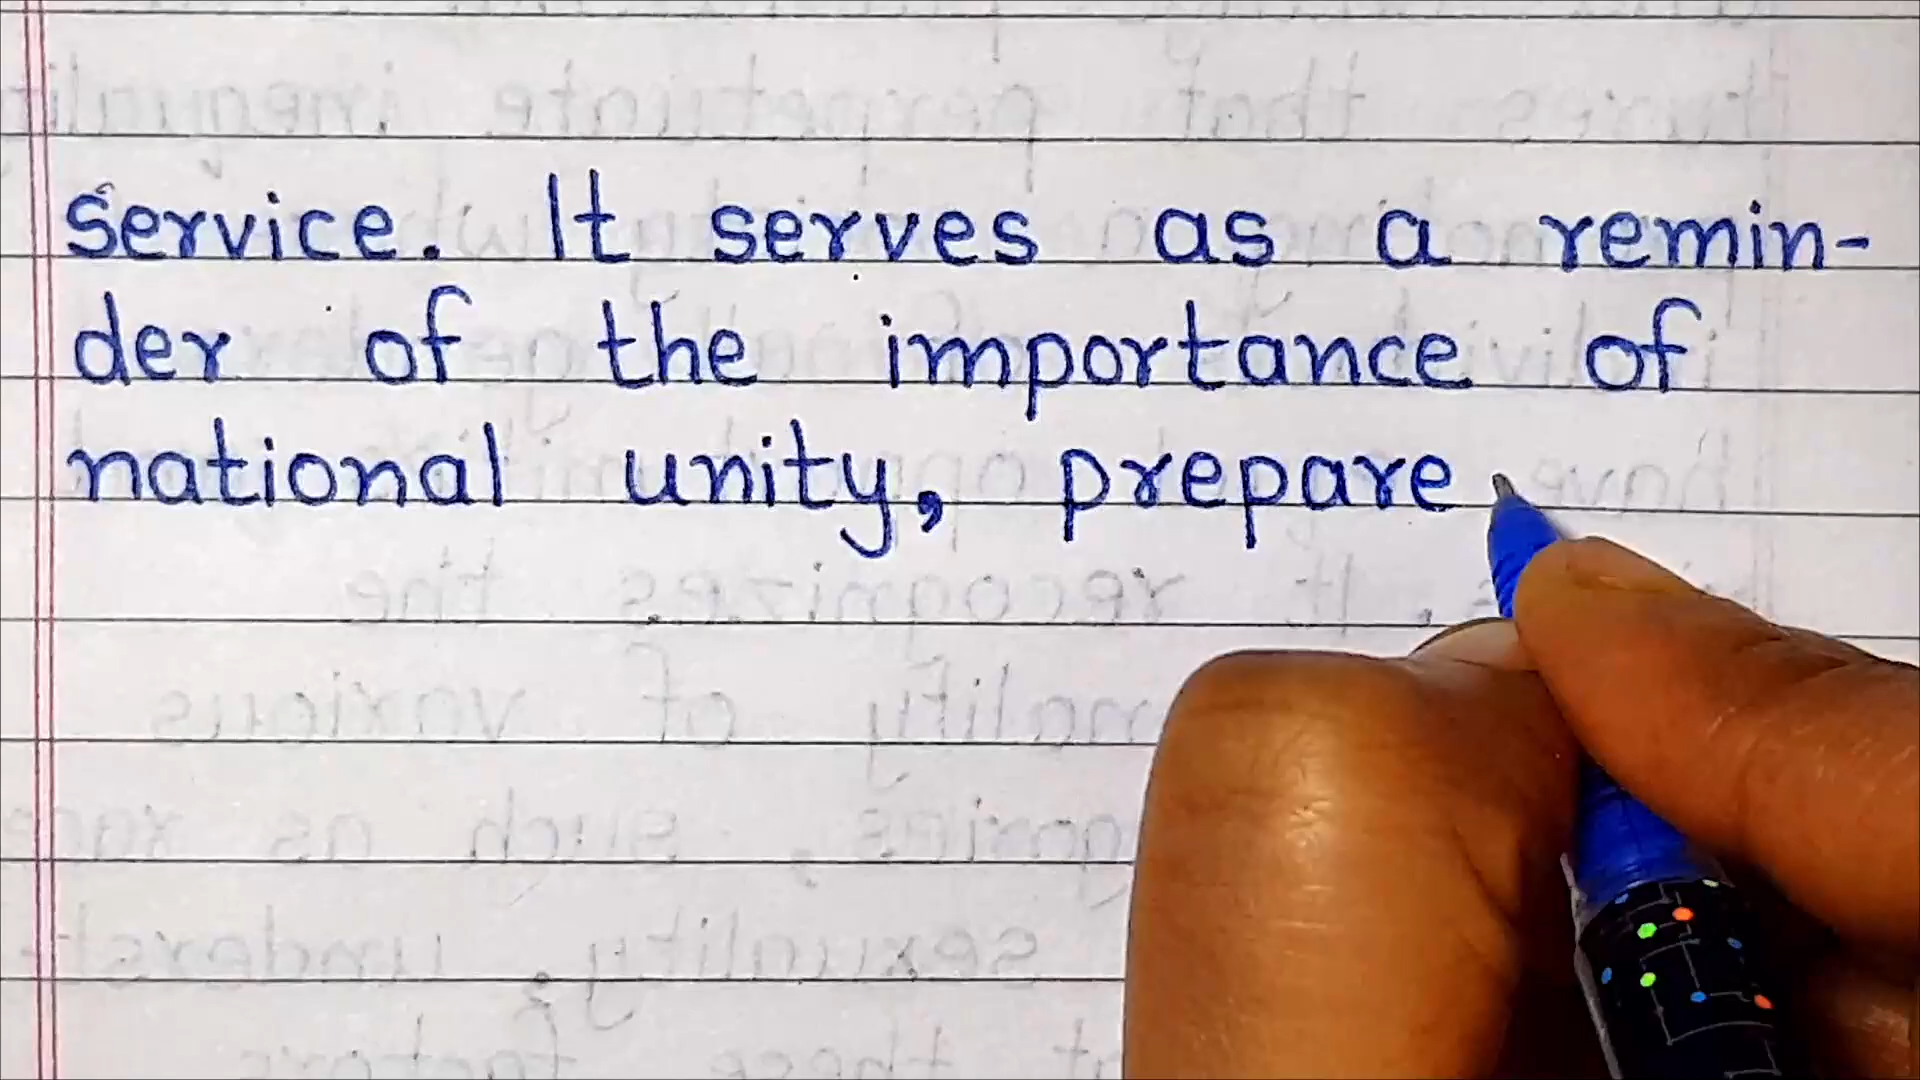 service. It serves as a remin-
der of the importance of
national unity, prepare